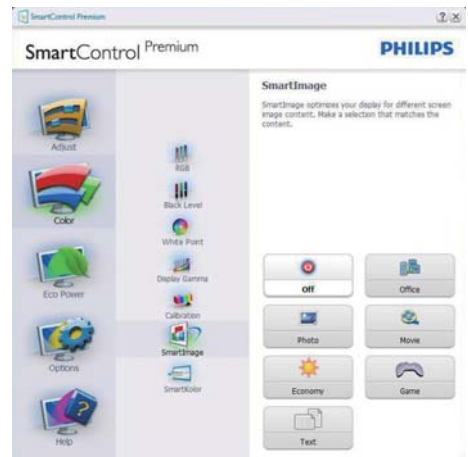 SmartControl Premium
SmartControl Premium
PHILIPS
Adjust
Color
Eco Power
Options
Help
RGB
Black Level
White Point
Display Gamma
Calibration
SmartImage
SmartKolor
SmartImage
SmartImage optimizes your display for different screen
image content. Make a selection that matches the
content.
Off
Office
Photo
Movie
Economy
Game
Text